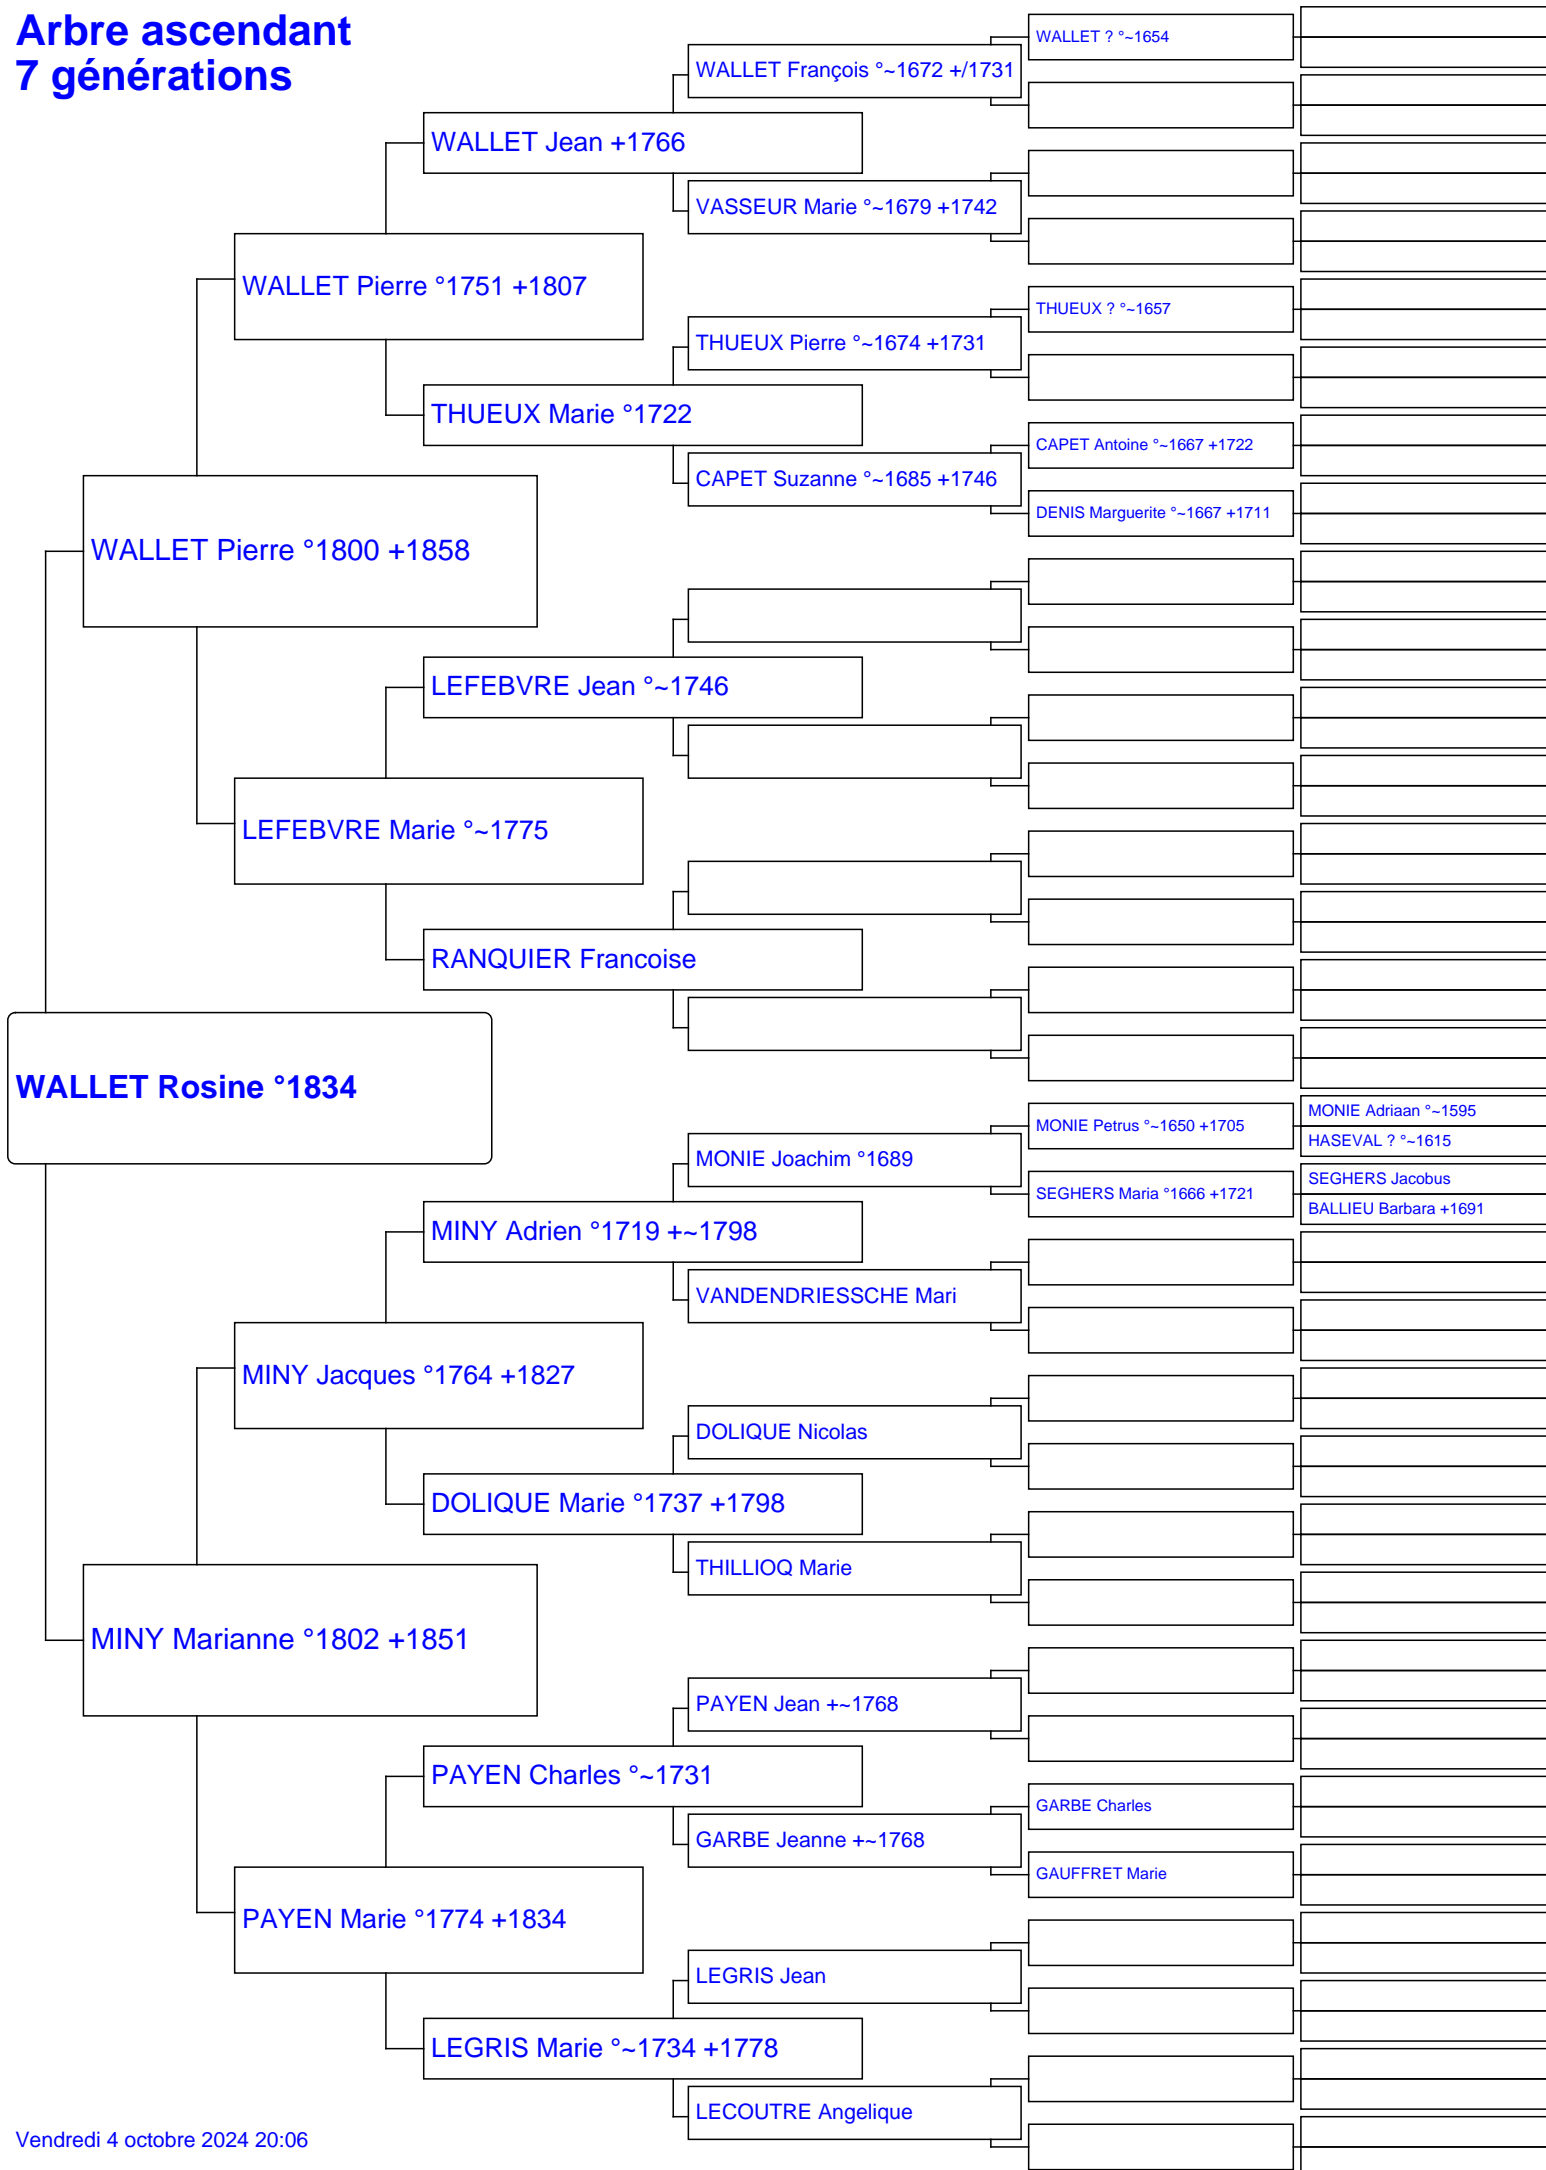 Arbre ascendant
7 générations
WALLET Rosine °1834
WALLET Pierre °1800 +1858
MINY Marianne °1802 +1851
WALLET Pierre °1751 +1807
LEFEBVRE Marie °~1775
MINY Jacques °1764 +1827
PAYEN Marie °1774 +1834
WALLET Jean +1766
THUEUX Marie °1722
LEFEBVRE Jean °~1746
RANQUIER Francoise
MINY Adrien °1719 +~1798
DOLIQUE Marie °1737 +1798
PAYEN Charles °~1731
LEGRIS Marie °~1734 +1778
WALLET François °~1672 +/1731
VASSEUR Marie °~1679 +1742
THUEUX Pierre °~1674 +1731
CAPET Suzanne °~1685 +1746
MONIE Joachim °1689
VANDENDRIESSCHE Mari
DOLIQUE Nicolas
THILLIOQ Marie
PAYEN Jean +~1768
GARBE Jeanne +~1768
LEGRIS Jean
LECOUTRE Angelique
WALLET ? °~1654
THUEUX ? °~1657
CAPET Antoine °~1667 +1722
DENIS Marguerite °~1667 +1711
MONIE Petrus °~1650 +1705
SEGHERS Maria °1666 +1721
GARBE Charles
GAUFFRET Marie
MONIE Adriaan °~1595
HASEVAL ? °~1615
SEGHERS Jacobus
BALLIEU Barbara +1691
Vendredi 4 octobre 2024 20:06